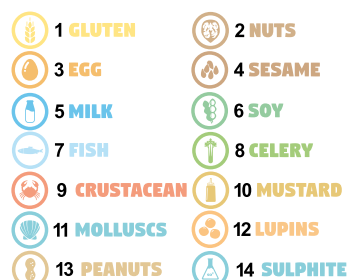 1 GLUTEN
2 NUTS
3 EGG
4 SESAME
5 MILK
6 SOY
7 FISH
8 CELERY
9 CRUSTACEAN
10 MUSTARD
11 MOLLUSCS
12 LUPINS
13 PEANUTS
14 SULPHITE